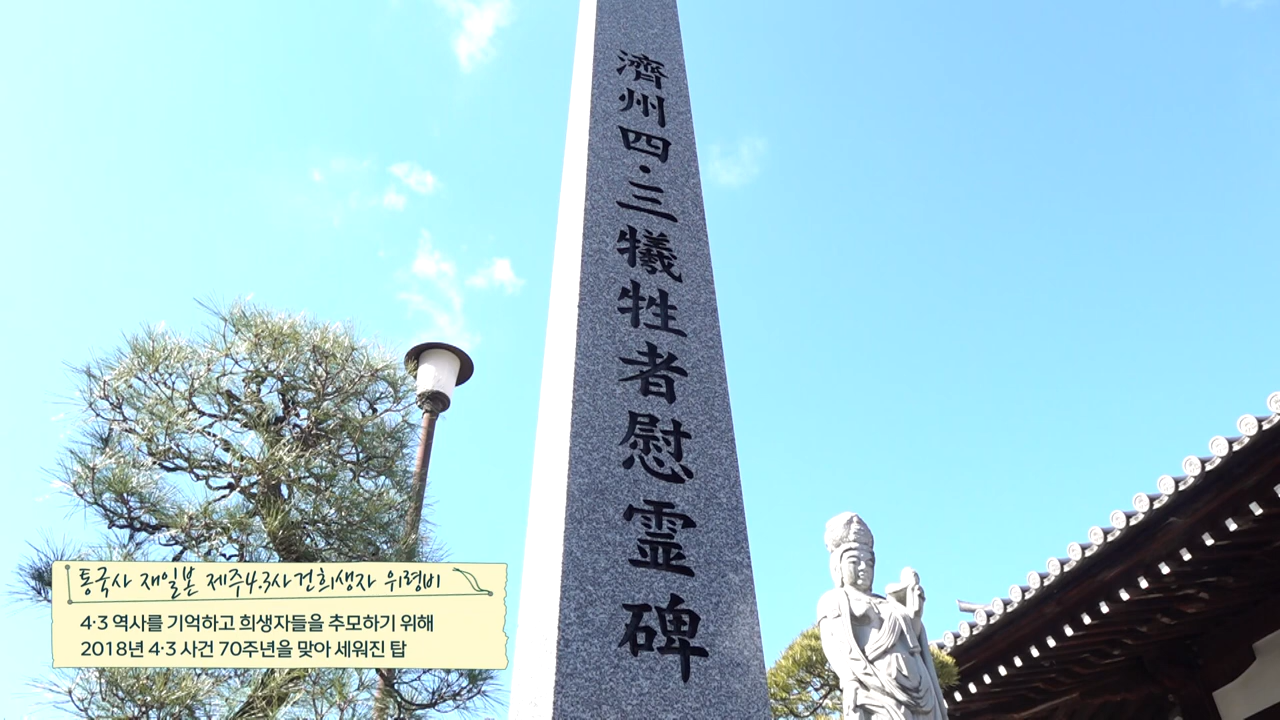 濟州四·三犧牲者慰霊碑
통국사 재일본 제주4.3사건희생자 위령비
4·3 역사를 기억하고 희생자들을 추모하기 위해
2018년 4·3 사건 70주년을 맞아 세워진 탑